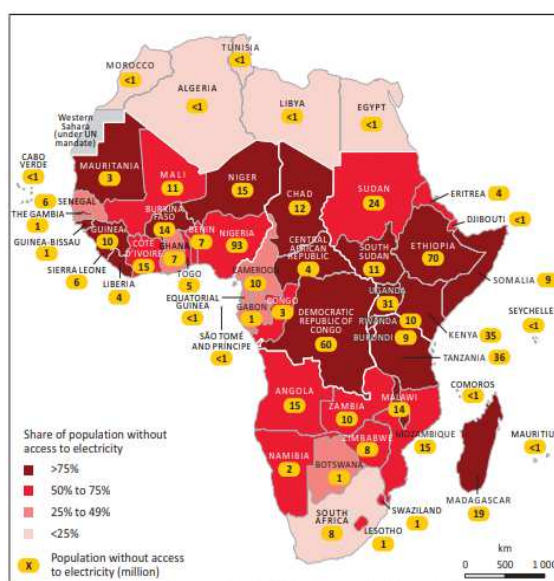 TUNISIA
<1
MOROCCO
<1
ALGERIA
<1
LIBYA
<1
EGYPT
<1
Western
Sahara
(under UN
mandate)
CABO
VERDE
<1
MAURITANIA
3
MALI
11
NIGER
15
CHAD
12
SUDAN
24
ERITREA 4
DJIBOUTI <1
6
SENEGAL
THE GAMBIA
1
GUINEA-BISSAU
1
GUINEA
10
SIERRA LEONE
6
LIBERIA
4
CÔTE
D'IVOIRE
15
BURKINA
FASO
14
GHANA
7
TOGO
5
BENIN
7
NIGERIA
93
CAMEROON
10
CENTRAL
AFRICAN
REPUBLIC
4
SOUTH
SUDAN
11
ETHIOPIA
70
SOMALIA 9
EQUATORIAL
GUINEA
<1
SÃO TOMÉ
AND PRÍNCIPE
<1
GABON
1
CONGO
3
DEMOCRATIC
REPUBLIC OF
CONGO
60
UGANDA
31
RWANDA 10
BURUNDI 9
KENYA 35
TANZANIA 36
SEYCHELLE
<1
COMOROS
<1
ANGOLA
15
ZAMBIA
10
MALAWI
14
MOZAMBIQUE
15
ZIMBABWE
8
NAMIBIA
2
BOTSWANA
1
SOUTH
AFRICA
8
SWAZILAND
1
LESOTHO
1
MADAGASCAR
19
MAURITIU
<1
Share of population without
access to electricity
>75%
50% to 75%
25% to 49%
<25%
X Population without access
to electricity (million)
km
0 500 1 000